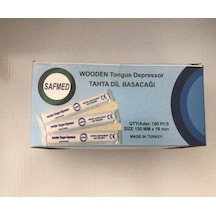 SAFMED
WOODEN Tongue Depressor
TAHTA DİL BASACAĞI
QTY/Adet: 100 PCS
SIZE 150 MM x 18 mm
MADE IN TURKEY